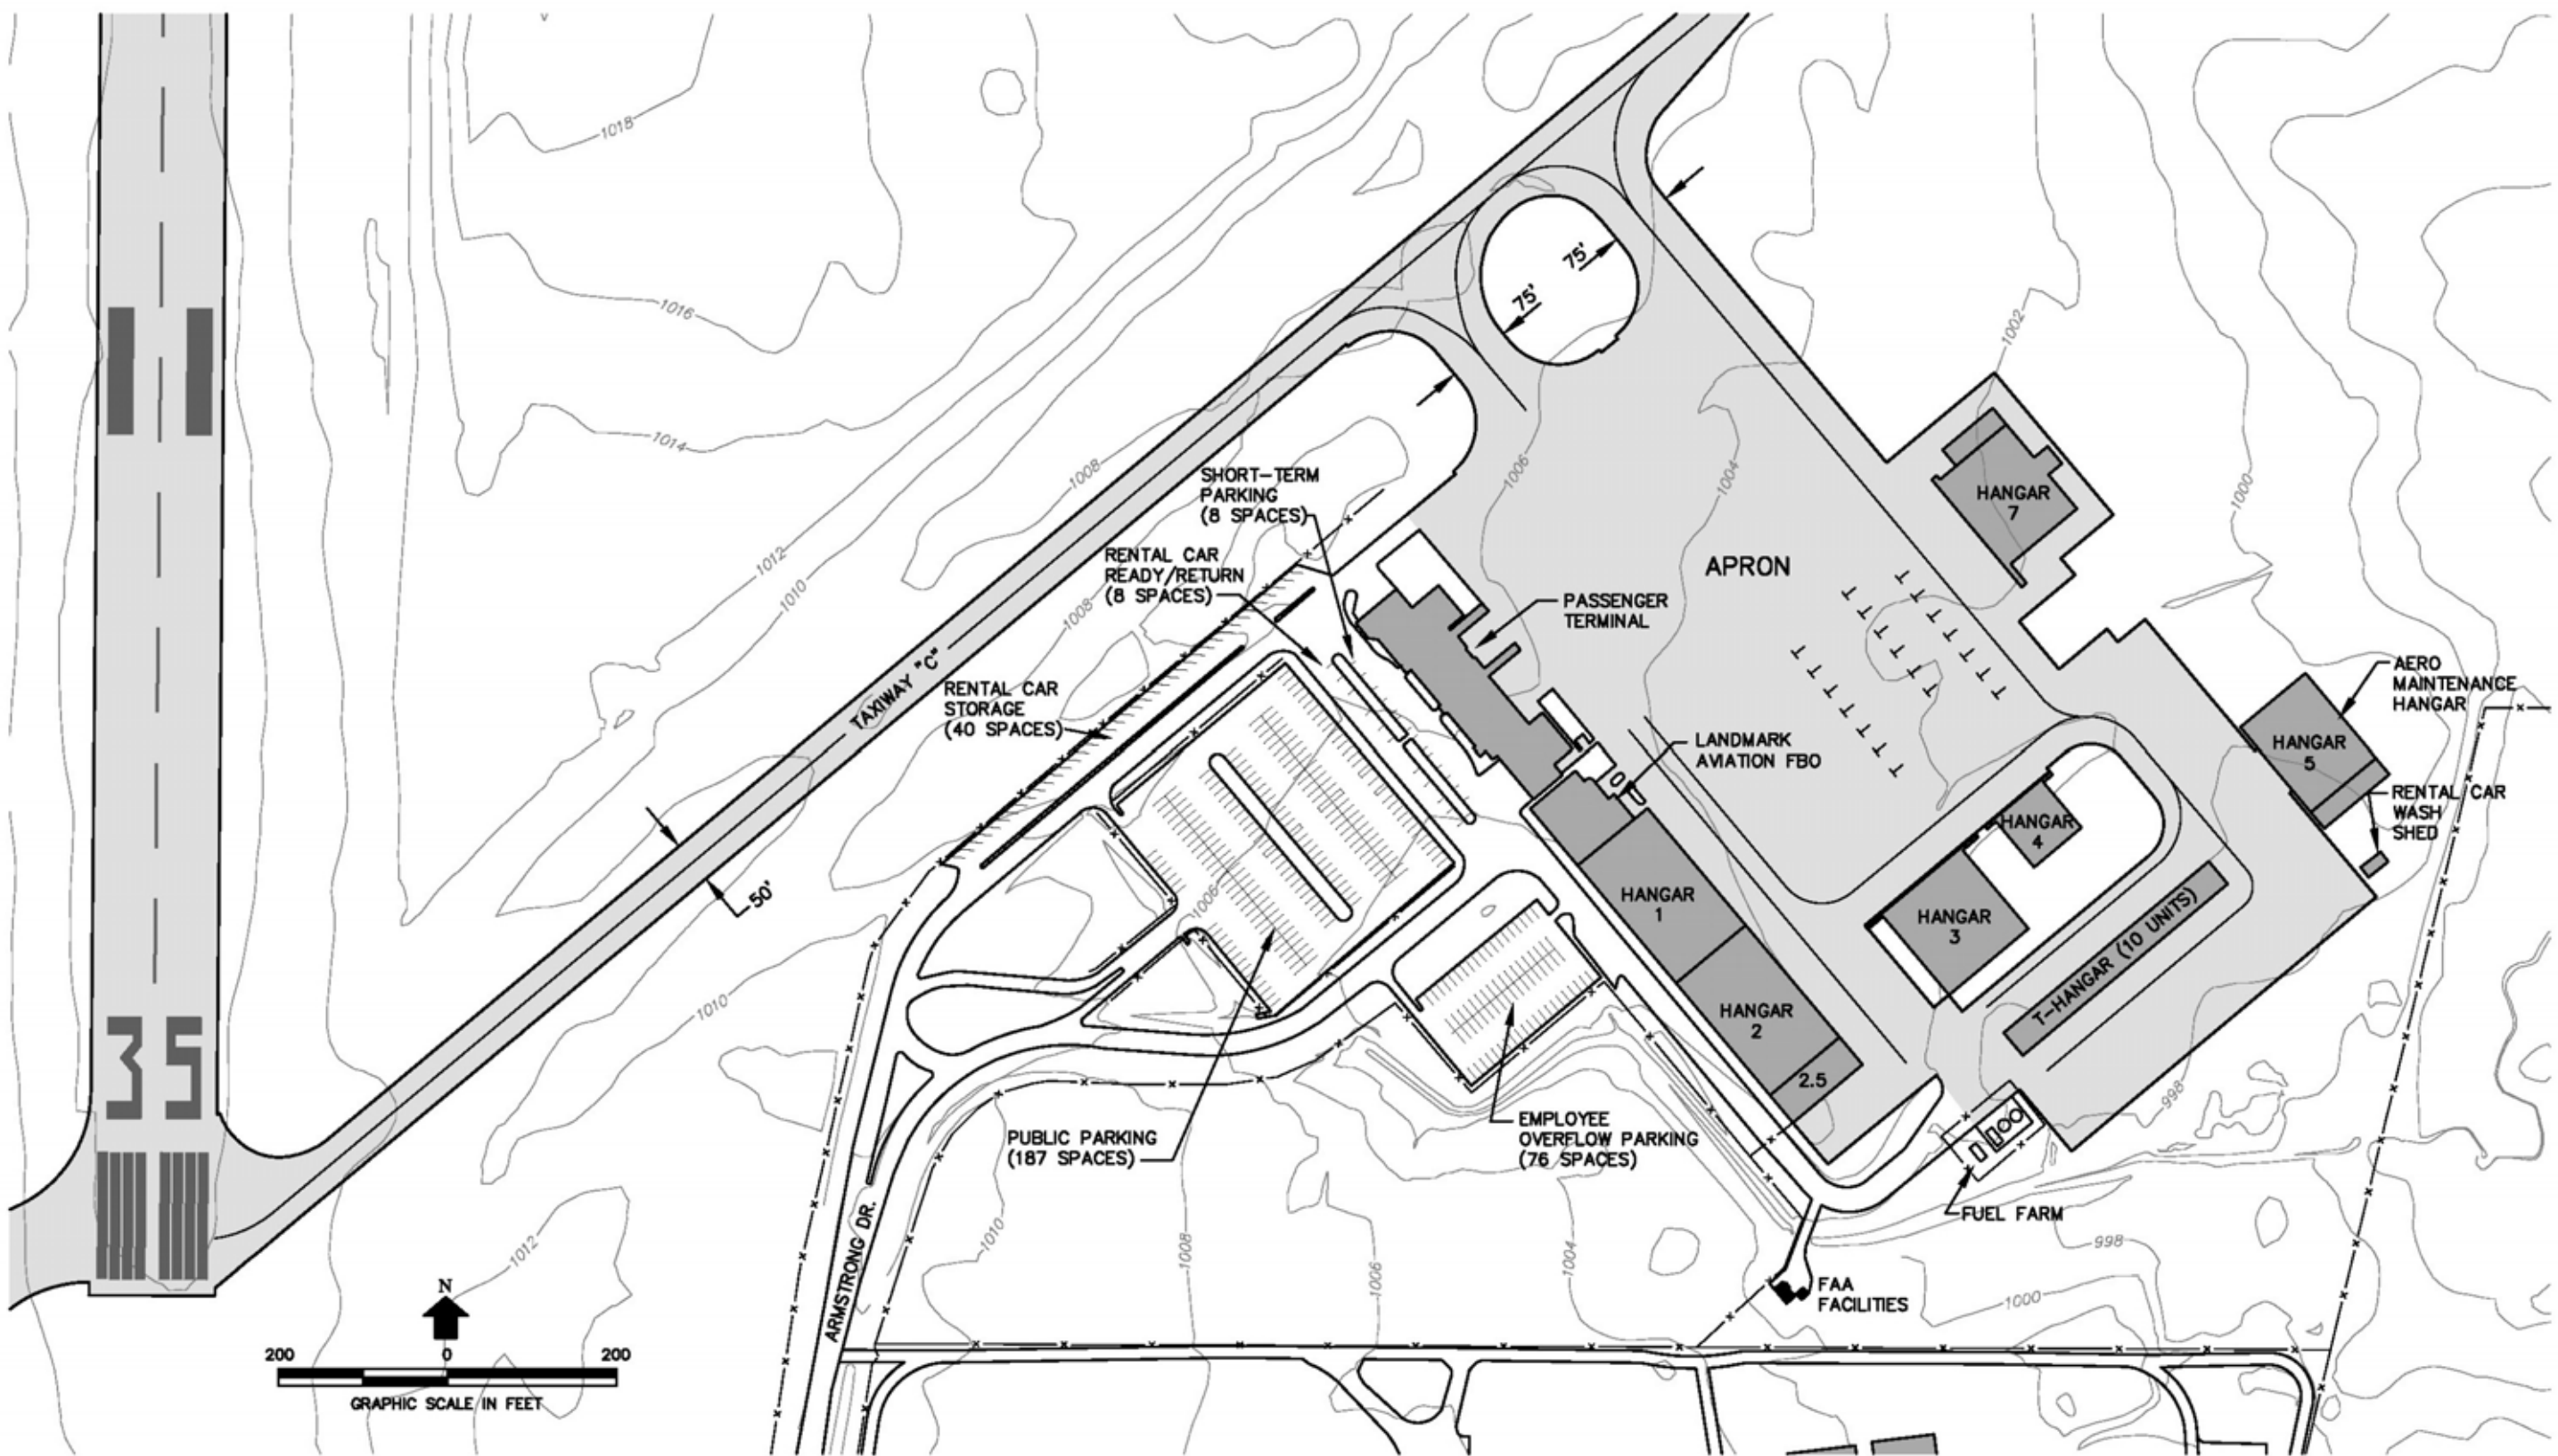 1018
1016
1014
1012
1010
1008
1008
1006
1004
1002
1000
75'
75'
SHORT-TERM
PARKING
(8 SPACES)
RENTAL CAR
READY/RETURN
(8 SPACES)
RENTAL CAR
STORAGE
(40 SPACES)
TAXIWAY "C"
50'
PASSENGER
TERMINAL
APRON
HANGAR
7
LANDMARK
AVIATION FBO
AERO
MAINTENANCE
HANGAR
HANGAR
5
RENTAL CAR
WASH
SHED
HANGAR
4
HANGAR
3
T-HANGAR (10 UNITS)
HANGAR
1
HANGAR
2
2.5
1006
1010
35
PUBLIC PARKING
(187 SPACES)
EMPLOYEE
OVERFLOW PARKING
(76 SPACES)
FUEL FARM
FAA
FACILITIES
ARMSTRONG DR.
998
998
1000
1012
1010
1008
1006
1004
N
200 0 200
GRAPHIC SCALE IN FEET